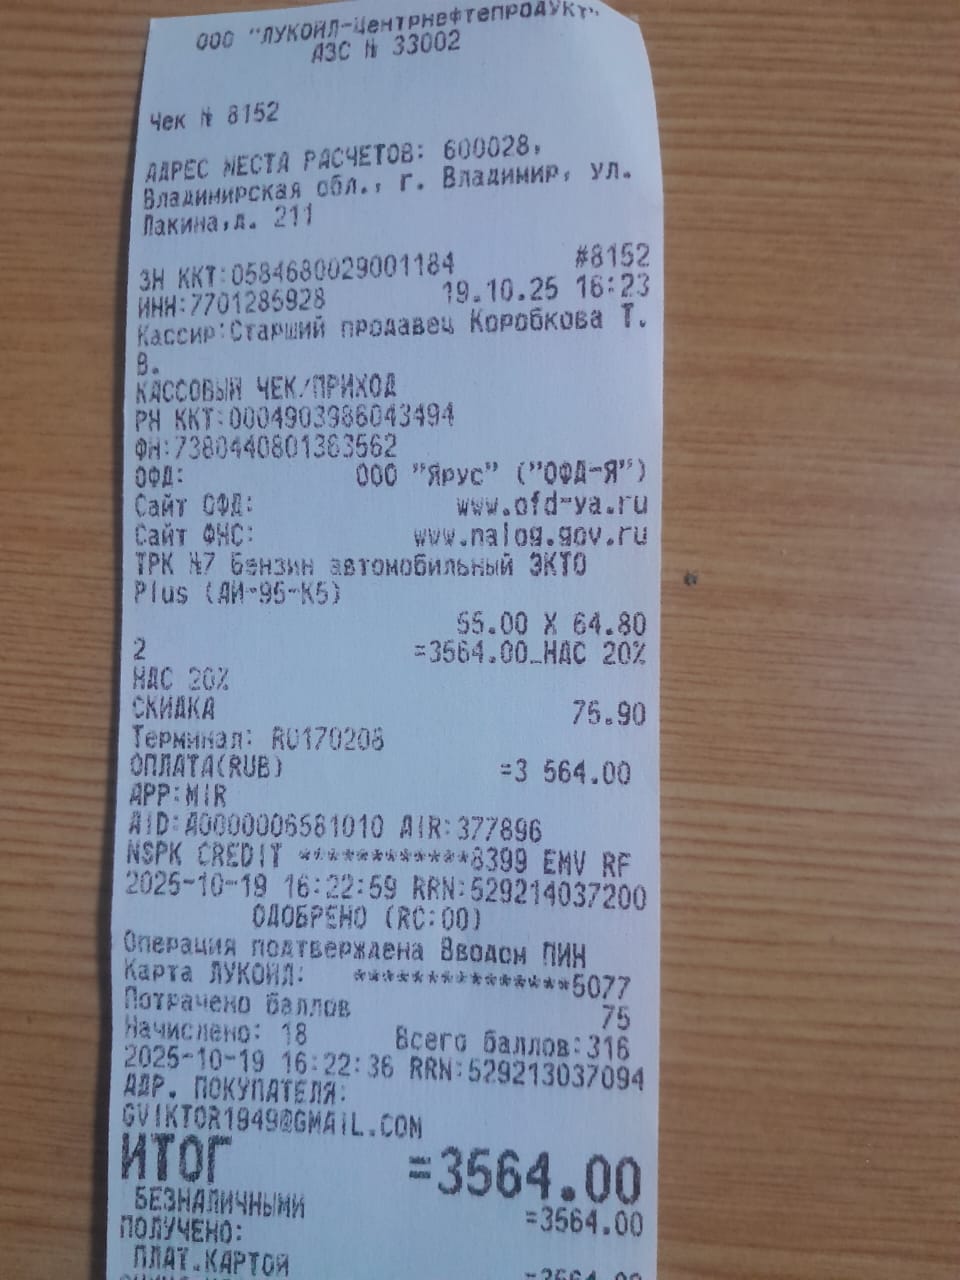 ООО "ЛУКОЙЛ-Центрнефтепродукт"
АЗС № 33002
Чек № 8152
АДРЕС МЕСТА РАСЧЕТОВ: 600028,
Владимирская обл., г. Владимир, ул.
Лакина,д. 211
ЗН ККТ:0584680029001184 #8152
ИНН:7701285928 19.10.25 16:23
Кассир:Старший продавец Коробкова Т.
В.
КАССОВЫЙ ЧЕК/ПРИХОД
РН ККТ:0004903986043494
ФН:7380440801363562
ОФД: ООО "Ярус" ("ОФД-Я")
Сайт ОФД: www.ofd-ya.ru
Сайт ФНС: www.nalog.gov.ru
ТРК №7 Бензин автомобильный ЭКТО
Plus (АИ-95-К5)
55.00 X 64.80
2 =3564.00_НДС 20%
НДС 20%
СКИДКА 75.90
Терминал: RU170208
ОПЛАТА(RUB) =3 564.00
APP:MIR
AID:A0000006581010 AIR:377896
NSPK CREDIT ************8399 EMV RF
2025-10-19 16:22:59 RRN:529214037200
ОДОБРЕНО (RC:00)
Операция подтверждена Вводом ПИН
Карта ЛУКОЙЛ: ***************5077
Потрачено баллов 75
Начислено: 18 Всего баллов:316
2025-10-19 16:22:36 RRN:529213037094
АДР. ПОКУПАТЕЛЯ:
GVIKTOR1949@GMAIL.COM
ИТОГ =3564.00
БЕЗНАЛИЧНЫМИ =3564.00
ПОЛУЧЕНО:
ПЛАТ.КАРТОЙ =3564.00